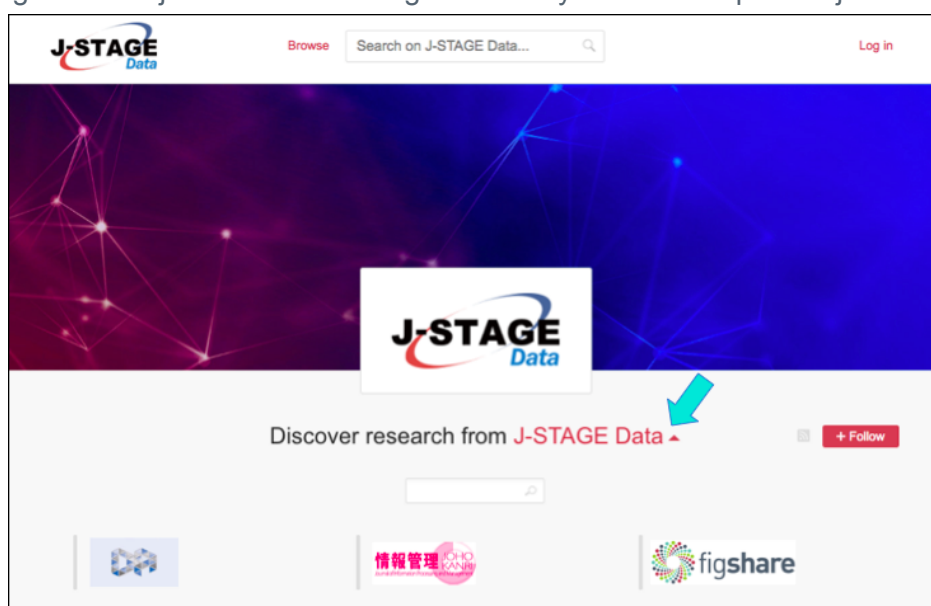 J-STAGE
Data
Browse
Search on J-STAGE Data...
Log in
J-STAGE
Data
Discover research from J-STAGE Data
+ Follow
情報管理 JOHO KANRI
figshare